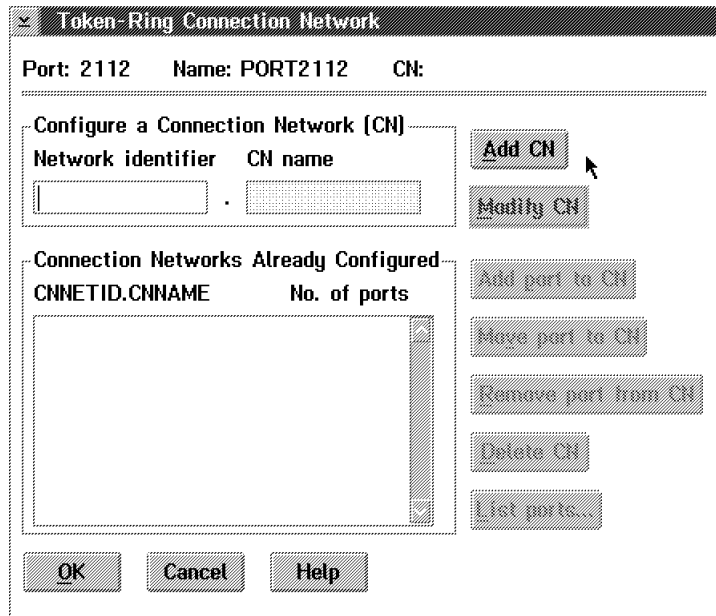 Token-Ring Connection Network
Port: 2112 Name: PORT2112 CN:
Configure a Connection Network (CN)
Network identifier CN name
.
Add CN
Modify CN
Connection Networks Already Configured
CNNETID.CNNAME No. of ports
Add port to CN
Move port to CN
Remove port from CN
Delete CN
List ports...
OK Cancel Help